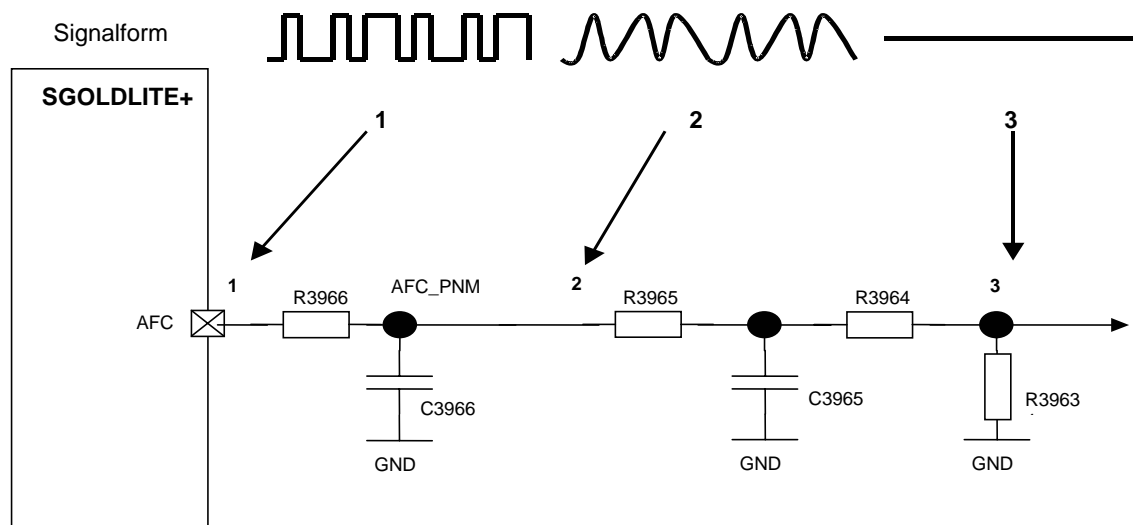 Signalform
SGOLDLITE+
1
2
3
1
R3966
AFC_PNM
2
R3965
R3964
3
AFC
C3966
C3965
R3963
GND
GND
GND